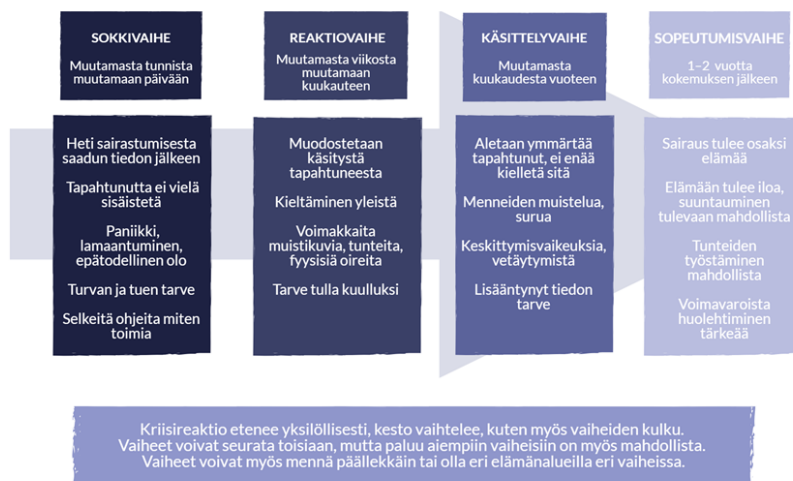 SOKKIVAIHE
Muutamasta tunnista
muutamaan päivään
REAKTIOVAIHE
Muutamasta viikosta
muutamaan
kuukauteen
KÄSITTELYVAIHE
Muutamasta
kuukaudesta vuoteen
SOPEUTUMISVAIHE
1–2 vuotta
kokemuksen jälkeen
Heti sairastumisesta
saadun tiedon jälkeen
Tapahtunutta ei vielä
sisäistetä
Paniikki,
lamaantuminen,
epätodellinen olo
Turvan ja tuen tarve
Selkeitä ohjeita miten
toimia
Muodostetaan
käsitystä
tapahtuneesta
Kieltäminen yleistä
Voimakkaita
muistikuvia, tunteita,
fyysisiä oireita
Tarve tulla kuulluksi
Aletaan ymmärtää
tapahtunut, ei enää
kielletä sitä
Menneiden muistelua,
surua
Keskittymisvaikeuksia,
vetäytymistä
Lisääntynyt tiedon
tarve
Sairaus tulee osaksi
elämää
Elämään tulee iloa,
suuntauminen
tulevaan mahdollista
Tunteiden
työstäminen
mahdollista
Voimavaroista
huolehtiminen
tärkeää
Kriisireaktio etenee yksilöllisesti, kesto vaihtelee, kuten myös vaiheiden kulku.
Vaiheet voivat seurata toisiaan, mutta paluu aiempiin vaiheisiin on myös mahdollista.
Vaiheet voivat myös mennä päällekkäin tai olla eri elämänalueilla eri vaiheissa.